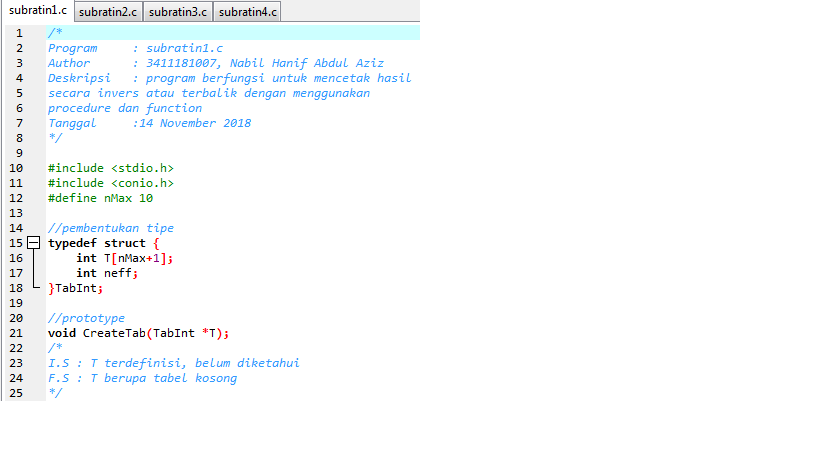 subratin1.c subratin2.c subratin3.c subratin4.c
1 /*
2 Program : subratin1.c
3 Author : 3411181007, Nabil Hanif Abdul Aziz
4 Deskripsi : program berfungsi untuk mencetak hasil
5 secara invers atau terbalik dengan menggunakan
6 procedure dan function
7 Tanggal :14 November 2018
8 */
9
10 #include <stdio.h>
11 #include <conio.h>
12 #define nMax 10
13
14 //pembentukan tipe
15 typedef struct {
16 int T[nMax+1];
17 int neff;
18 }TabInt;
19
20 //prototype
21 void CreateTab(TabInt *T);
22 /*
23 I.S : T terdefinisi, belum diketahui
24 F.S : T berupa tabel kosong
25 */